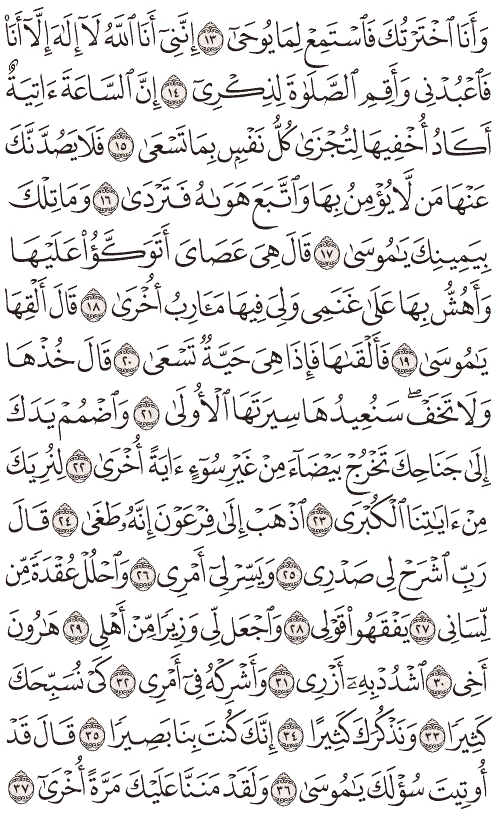 وَأَنَا ٱخْتَرْتُكَ فَٱسْتَمِعْ لِمَا يُوحَىٰٓ ١٣ إِنَّنِىٓ أَنَا ٱللَّهُ لَآ إِلَٰهَ إِلَّآ أَنَا۠
فَٱعْبُدْنِى وَأَقِمِ ٱلصَّلَوٰةَ لِذِكْرِىٓ ١٤ إِنَّ ٱلسَّاعَةَ ءَاتِيَةٌ
أَكَادُ أُخْفِيهَا لِتُجْزَىٰ كُلُّ نَفْسٍۭ بِمَا تَسْعَىٰ ١٥ فَلَا يَصُدَّنَّكَ
عَنْهَا مَن لَّا يُؤْمِنُ بِهَا وَٱتَّبَعَ هَوَىٰهُ فَتَرْدَىٰ ١٦ وَمَا تِلْكَ
بِيَمِينِكَ يَٰمُوسَىٰ ١٧ قَالَ هِىَ عَصَاىَ أَتَوَكَّؤُا۟ عَلَيْهَا
وَأَهُشُّ بِهَا عَلَىٰ غَنَمِى وَلِىَ فِيهَا مَـَٔارِبُ أُخْرَىٰ ١٨ قَالَ أَلْقِهَا
يَٰمُوسَىٰ ١٩ فَأَلْقَىٰهَا فَإِذَا هِىَ حَيَّةٌ تَسْعَىٰ ٢٠ قَالَ خُذْهَا
وَلَا تَخَفْ ۖ سَنُعِيدُهَا سِيرَتَهَا ٱلْأُولَىٰ ٢١ وَٱضْمُمْ يَدَكَ
إِلَىٰ جَنَاحِكَ تَخْرُجْ بَيْضَآءَ مِنْ غَيْرِ سُوٓءٍ ءَايَةً أُخْرَىٰ ٢٢ لِنُرِيَكَ
مِنْ ءَايَٰتِنَا ٱلْكُبْرَى ٢٣ ٱذْهَبْ إِلَىٰ فِرْعَوْنَ إِنَّهُۥ طَغَىٰ ٢٤ قَالَ
رَبِّ ٱشْرَحْ لِى صَدْرِى ٢٥ وَيَسِّرْ لِىٓ أَمْرِى ٢٦ وَٱحْلُلْ عُقْدَةً مِّن
لِّسَانِى ٢٧ يَفْقَهُوا۟ قَوْلِى ٢٨ وَٱجْعَل لِّى وَزِيرًا مِّنْ أَهْلِى ٢٩ هَٰرُونَ
أَخِى ٣٠ ٱشْدُدْ بِهِۦٓ أَزْرِى ٣١ وَأَشْرِكْهُ فِىٓ أَمْرِى ٣٢ كَىْ نُسَبِّحَكَ
كَثِيرًا ٣٣ وَنَذْكُرَكَ كَثِيرًا ٣٤ إِنَّكَ كُنتَ بِنَا بَصِيرًا ٣٥ قَالَ قَدْ
أُوتِيتَ سُؤْلَكَ يَٰمُوسَىٰ ٣٦ وَلَقَدْ مَنَنَّا عَلَيْكَ مَرَّةً أُخْرَىٰٓ ٣٧